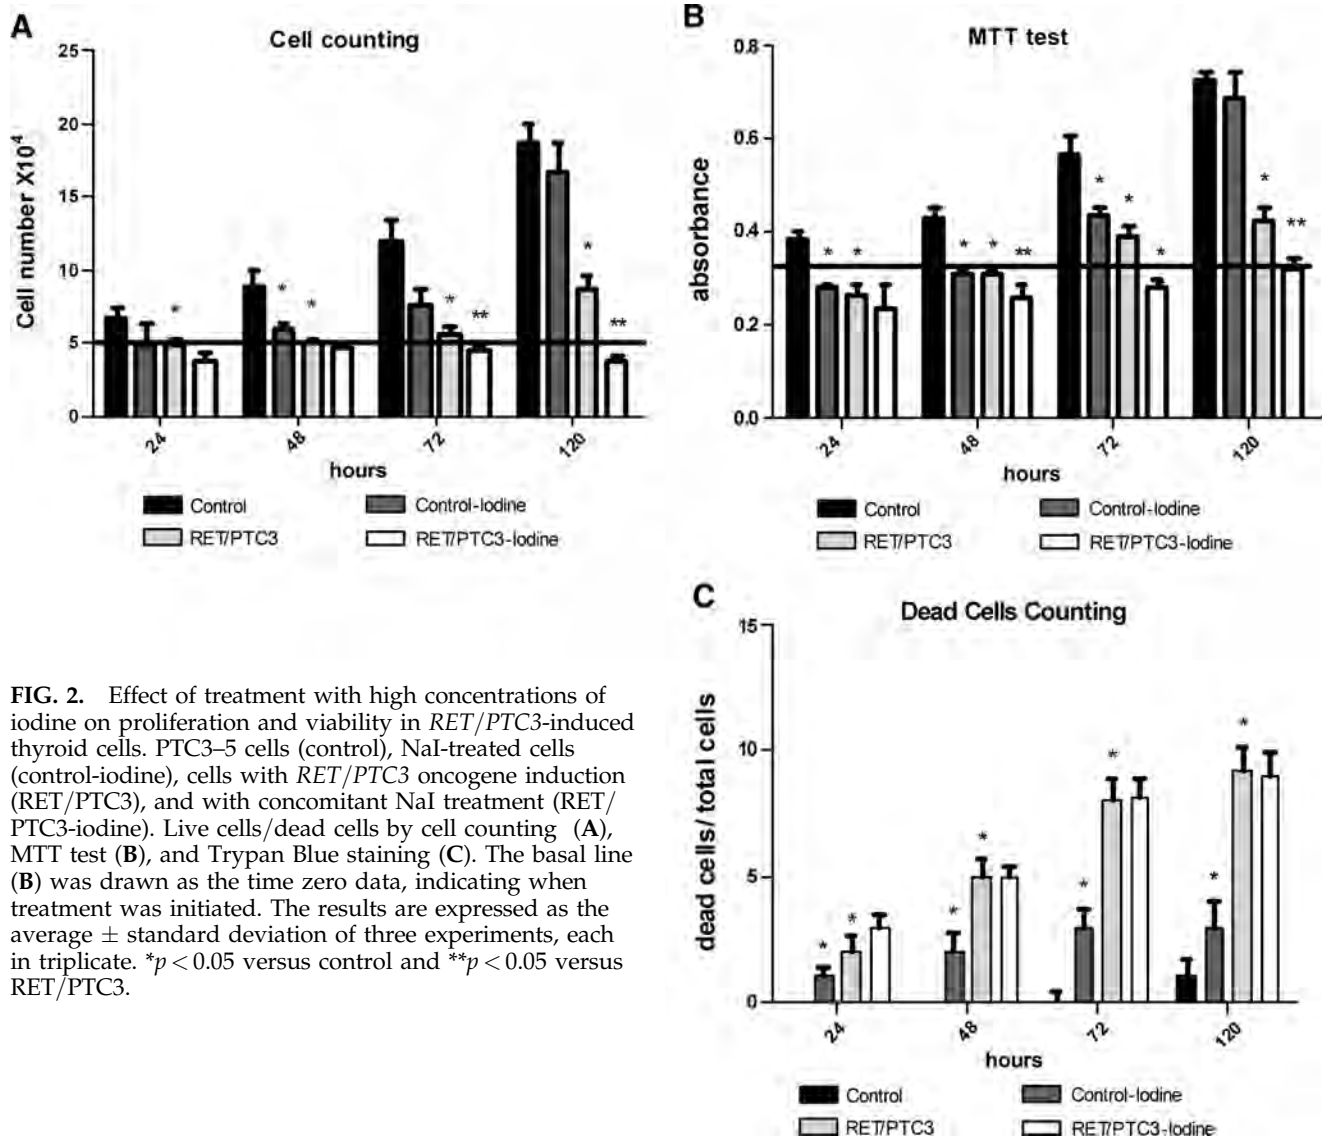 A
Cell counting
Cell number X10⁴
25
20
15
10
5
0
*
*
*
*
**
*
**
24
48
72
120
hours
Control
Control-Iodine
RET/PTC3
RET/PTC3-Iodine
B
MTT test
absorbance
0.8
0.6
0.4
0.2
0.0
*
*
*
*
**
*
*
*
*
**
24
48
72
120
hours
Control
Control-Iodine
RET/PTC3
RET/PTC3-Iodine
C
Dead Cells Counting
dead cells/ total cells
15
10
5
0
*
*
*
*
*
*
*
*
24
48
72
120
hours
Control
Control-Iodine
RET/PTC3
RET/PTC3-Iodine
FIG. 2. Effect of treatment with high concentrations of
iodine on proliferation and viability in RET/PTC3-induced
thyroid cells. PTC3–5 cells (control), NaI-treated cells
(control-iodine), cells with RET/PTC3 oncogene induction
(RET/PTC3), and with concomitant NaI treatment (RET/
PTC3-iodine). Live cells/dead cells by cell counting (A),
MTT test (B), and Trypan Blue staining (C). The basal line
(B) was drawn as the time zero data, indicating when
treatment was initiated. The results are expressed as the
average ± standard deviation of three experiments, each
in triplicate. *p < 0.05 versus control and **p < 0.05 versus
RET/PTC3.